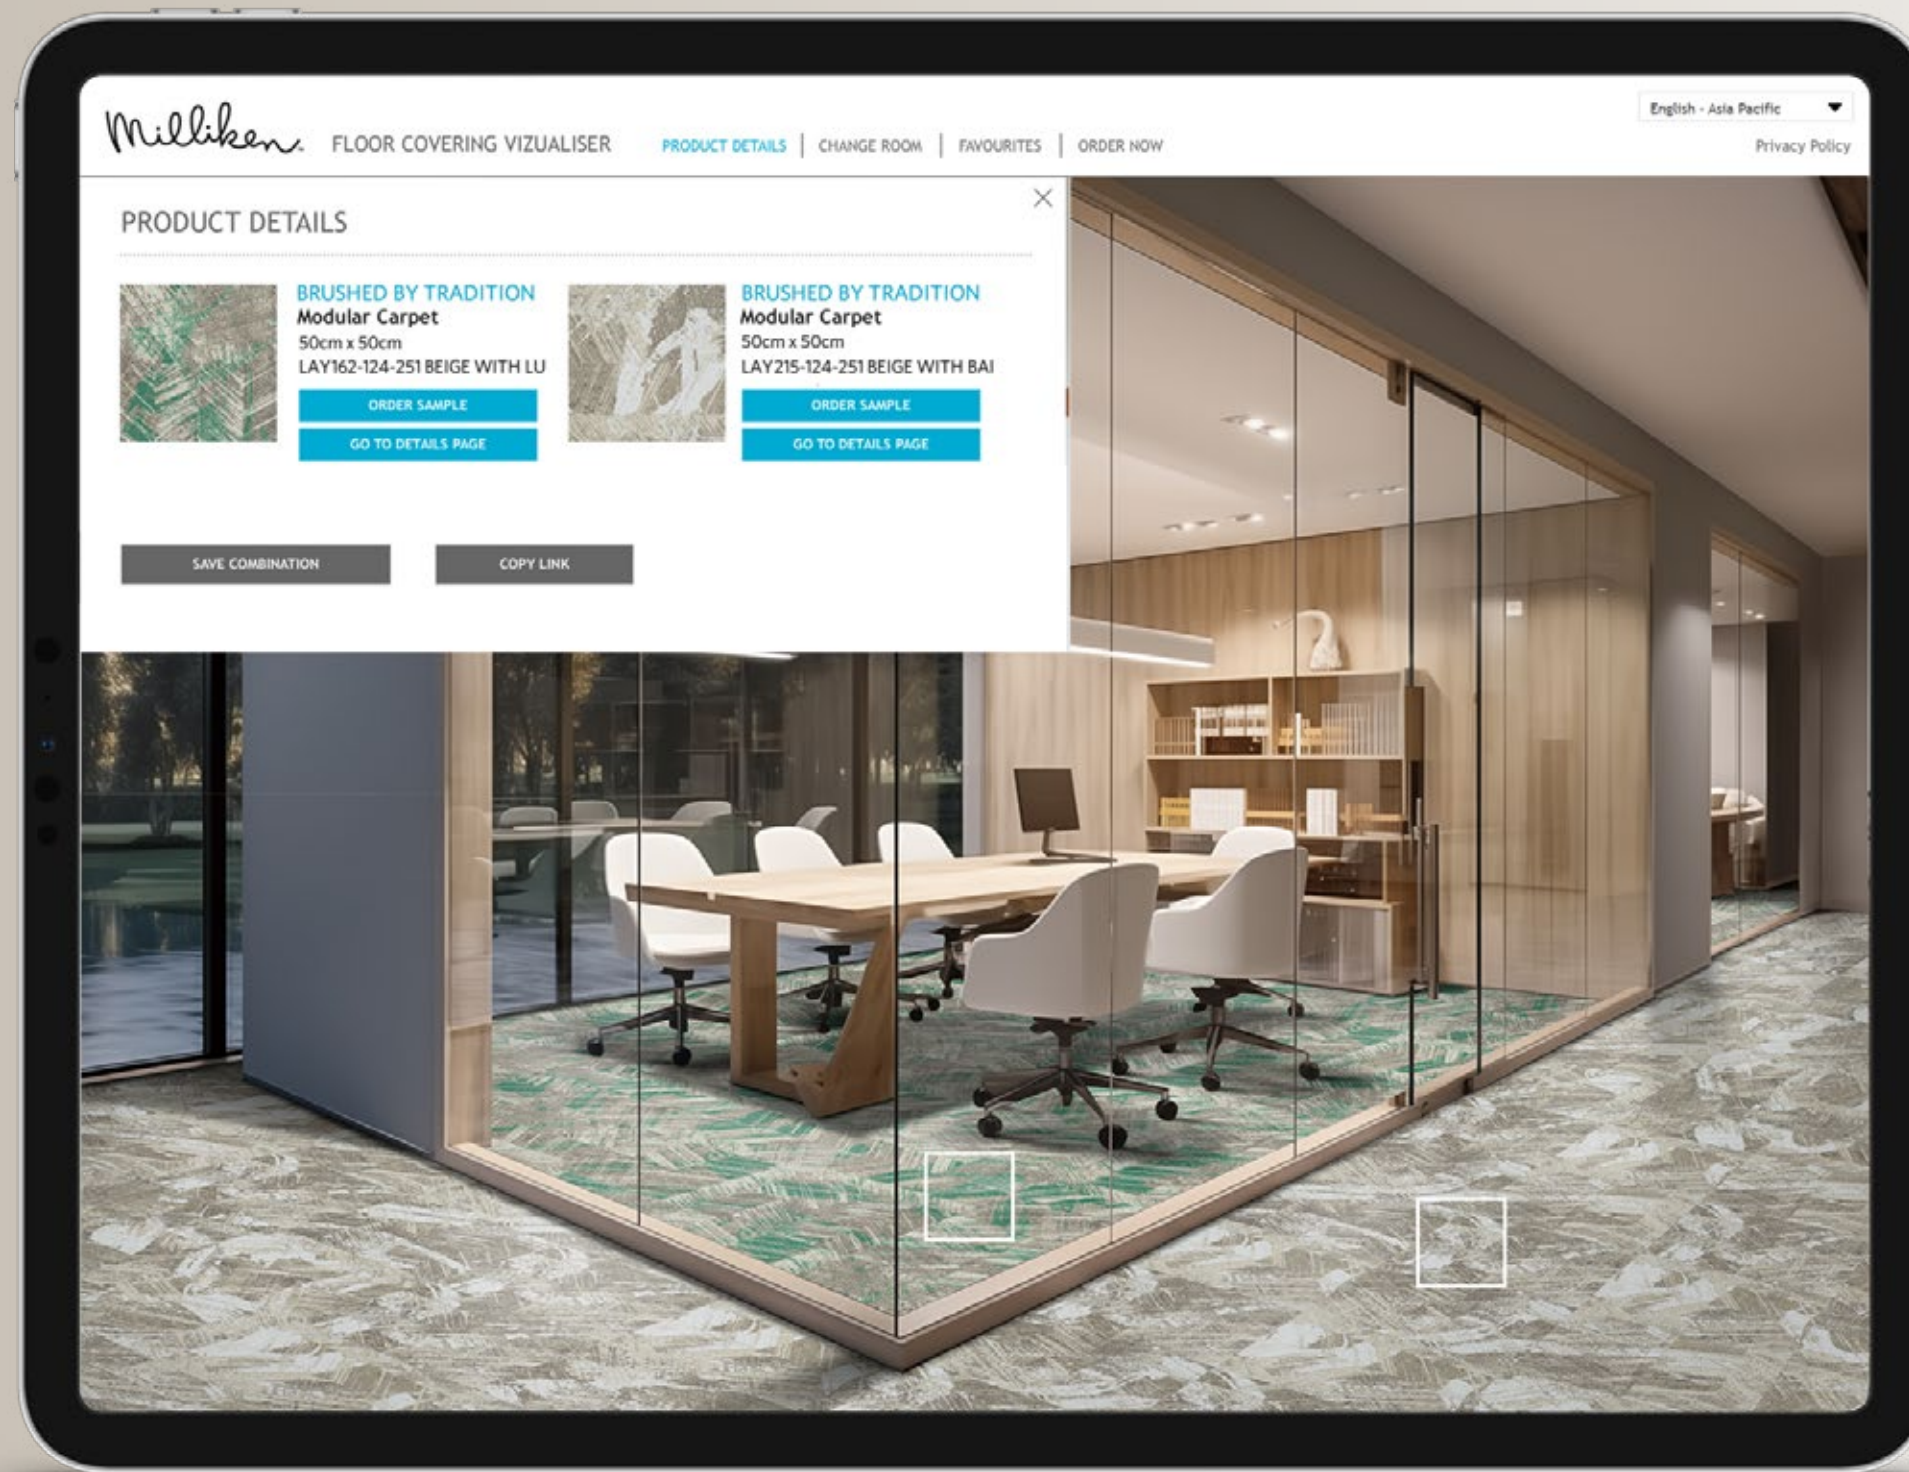 Milliken.
FLOOR COVERING VIZUALISER
PRODUCT DETAILS | CHANGE ROOM | FAVOURITES | ORDER NOW
English - Asia Pacific
Privacy Policy
PRODUCT DETAILS
BRUSHED BY TRADITION
Modular Carpet
50cm x 50cm
LAY162-124-251 BEIGE WITH LU
ORDER SAMPLE
GO TO DETAILS PAGE
BRUSHED BY TRADITION
Modular Carpet
50cm x 50cm
LAY215-124-251 BEIGE WITH BAI
ORDER SAMPLE
GO TO DETAILS PAGE
SAVE COMBINATION
COPY LINK